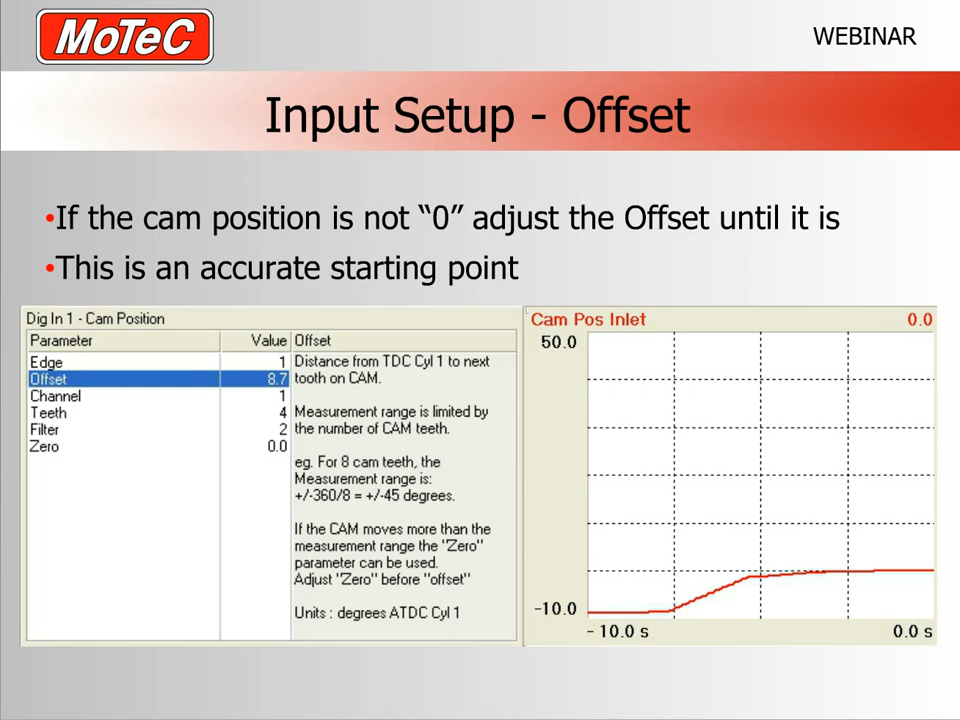 MoTeC
WEBINAR
Input Setup - Offset
•If the cam position is not “0” adjust the Offset until it is
•This is an accurate starting point
Dig In 1 - Cam Position
Parameter Value Offset
Edge 1
Offset 8.7
Channel 1
Teeth 4
Filter 2
Zero 0.0
Distance from TDC Cyl 1 to next
tooth on CAM.
Measurement range is limited by
the number of CAM teeth.
eg. For 8 cam teeth, the
Measurement range is:
+/-360/8 = +/-45 degrees.
If the CAM moves more than the
measurement range the "Zero"
parameter can be used.
Adjust "Zero" before "offset"
Units : degrees ATDC Cyl 1
Cam Pos Inlet 0.0
50.0
-10.0
- 10.0 s 0.0 s